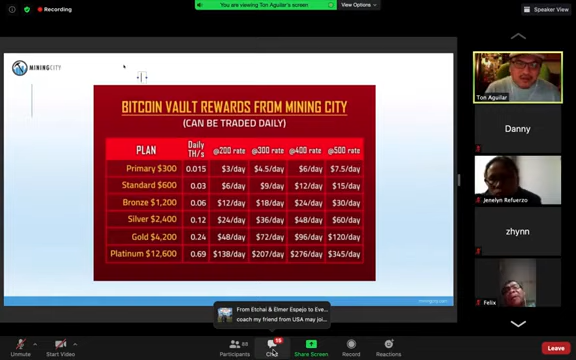 Recording
You are viewing Ton Aguilar's screen
View Options
Speaker View
MININGCITY
BITCOIN VAULT REWARDS FROM MINING CITY
(CAN BE TRADED DAILY)
PLAN Daily TH/s @200 rate @300 rate @400 rate @500 rate
Primary $300 0.015 $3/day $4.5/day $6/day $7.5/day
Standard $600 0.03 $6/day $9/day $12/day $15/day
Bronze $1,200 0.06 $12/day $18/day $24/day $30/day
Silver $2,400 0.12 $24/day $36/day $48/day $60/day
Gold $4,200 0.24 $48/day $72/day $96/day $120/day
Platinum $12,600 0.69 $138/day $207/day $276/day $345/day
miningcity.com
Ton Aguilar
Danny
Jenelyn Refuerzo
zhynn
Felix
From Etchai & Elmer Espejo to Eve...
coach my friend from USA may joi...
Unmute
Start Video
Participants
Share Screen
Record
Reactions
Leave